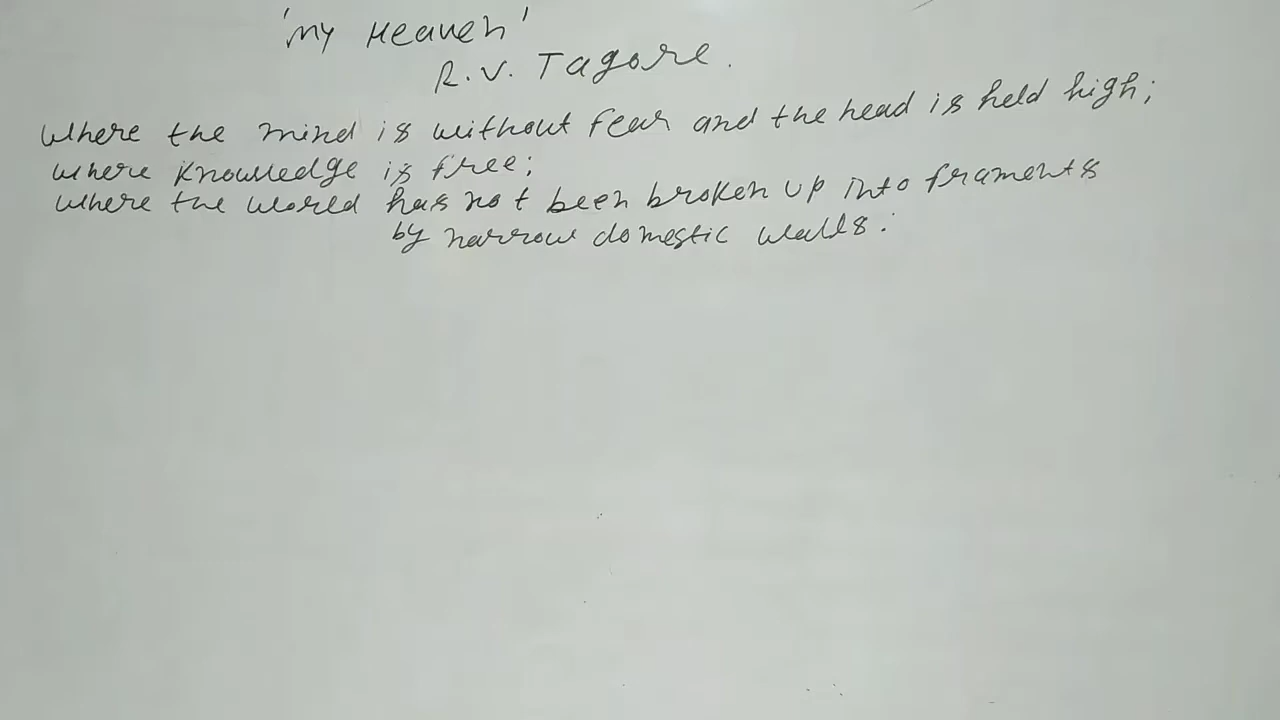 'My Heaven'
R.V. Tagore.
Where the mind is without fear and the head is held high;
where knowledge is free;
where the world has not been broken up into framents
by narrow domestic walls: